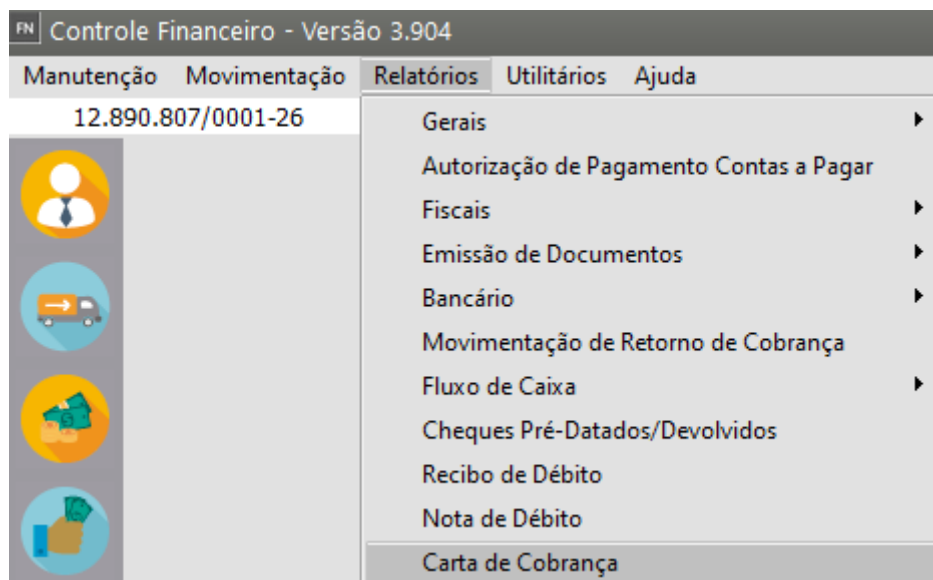 FN Controle Financeiro - Versão 3.904
Manutenção Movimentação Relatórios Utilitários Ajuda
12.890.807/0001-26
Gerais
Autorização de Pagamento Contas a Pagar
Fiscais
Emissão de Documentos
Bancário
Movimentação de Retorno de Cobrança
Fluxo de Caixa
Cheques Pré-Datados/Devolvidos
Recibo de Débito
Nota de Débito
Carta de Cobrança